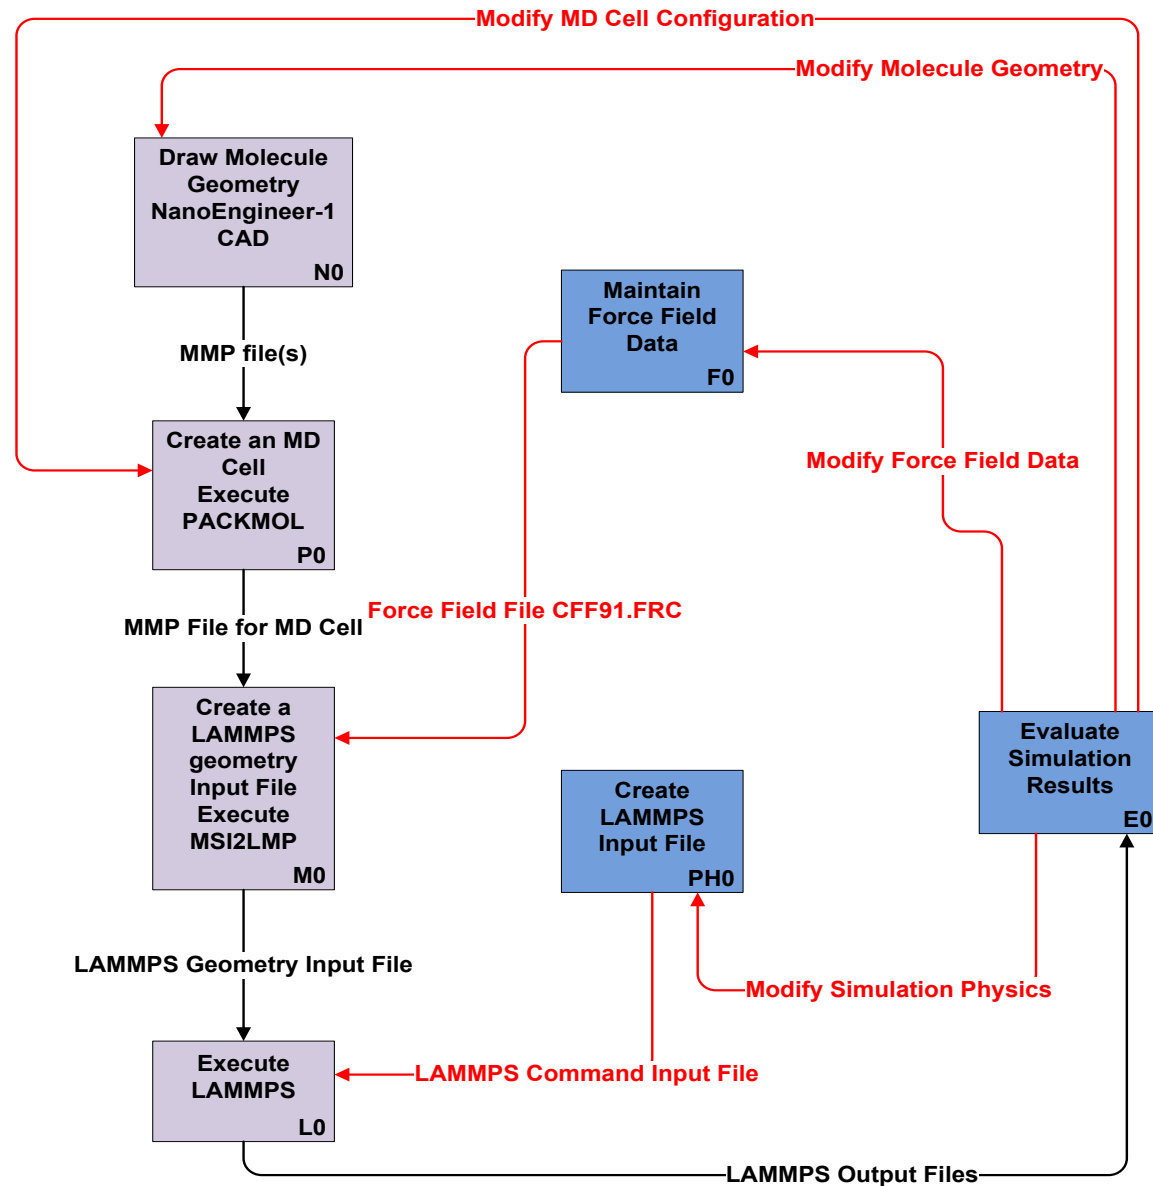 Modify MD Cell Configuration
Modify Molecule Geometry
Draw Molecule
Geometry
NanoEngineer-1
CAD
N0
MMP file(s)
Maintain
Force Field
Data
F0
Create an MD
Cell
Execute
PACKMOL
P0
Modify Force Field Data
MMP File for MD Cell
Force Field File CFF91.FRC
Create a
LAMMPS
geometry
Input File
Execute
MSI2LMP
M0
Create
LAMMPS
Input File
PH0
Evaluate
Simulation
Results
E0
LAMMPS Geometry Input File
Modify Simulation Physics
Execute
LAMMPS
L0
LAMMPS Command Input File
LAMMPS Output Files